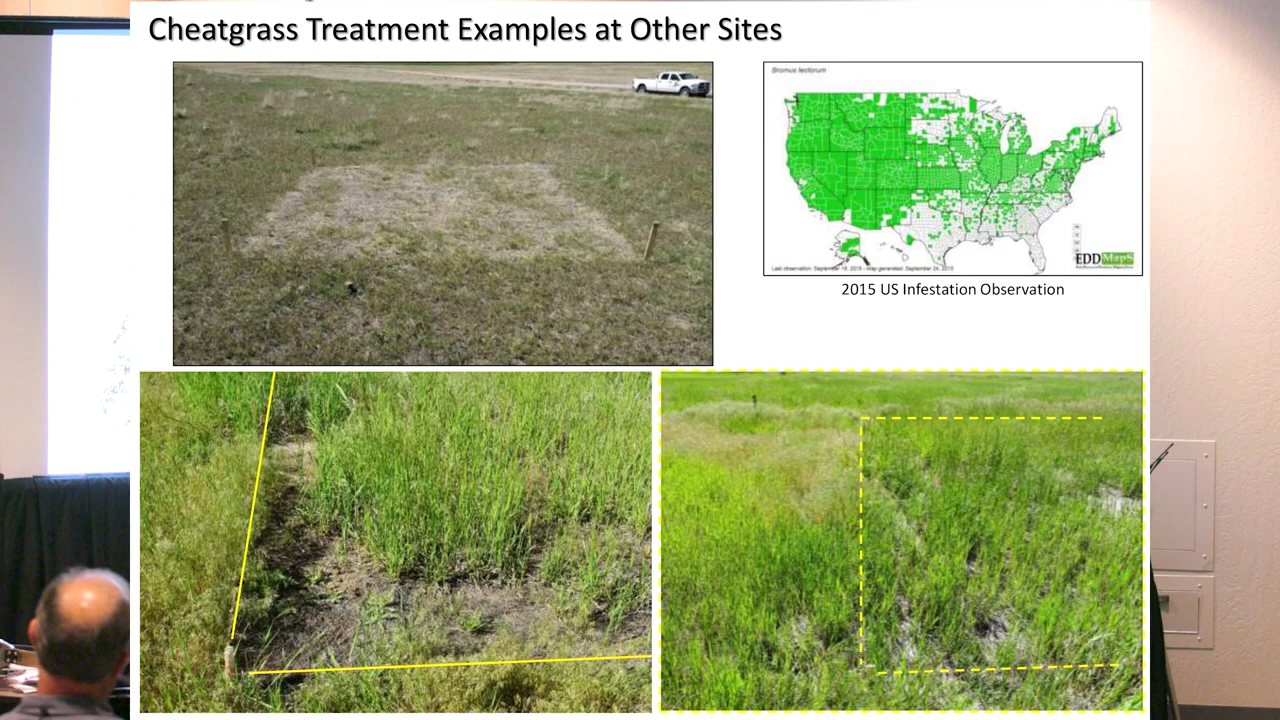 Cheatgrass Treatment Examples at Other Sites
Bromus tectorum
EDDMapS
2015 US Infestation Observation